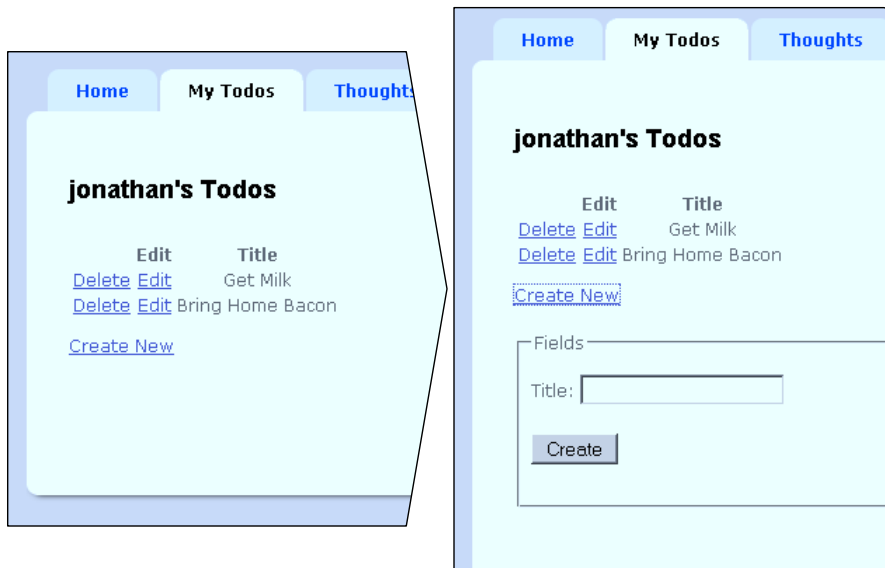 Home My Todos Thoughts
jonathan's Todos
Edit Title
Delete Edit Get Milk
Delete Edit Bring Home Bacon
Create New
Home My Todos Thoughts
jonathan's Todos
Edit Title
Delete Edit Get Milk
Delete Edit Bring Home Bacon
Create New
Fields
Title:
Create